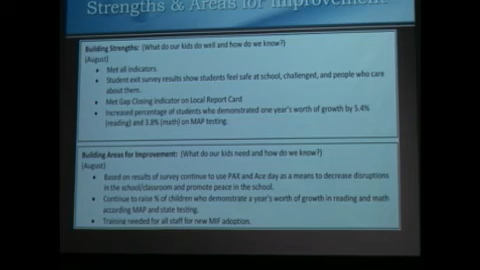 Strengths & Areas for Improvement
Building Strengths: (What do our kids do well and how do we know?)
(August)
• Met all indicators.
• Student exit survey results show students feel safe at school, challenged, and people who care
about them.
• Met Gap Closing indicator on Local Report Card
• Increased percentage of students who demonstrated one year's worth of growth by 5.4%
(reading) and 3.8% (math) on MAP testing.
Building Areas for Improvement: (What do our kids need and how do we know?)
(August)
• Based on results of survey continue to use PAX and Ace day as a means to decrease disruptions
in the school/classroom and promote peace in the school.
• Continue to raise % of children who demonstrate a year's worth of growth in reading and math
according MAP and state testing.
• Training needed for all staff for new MIF adoption.